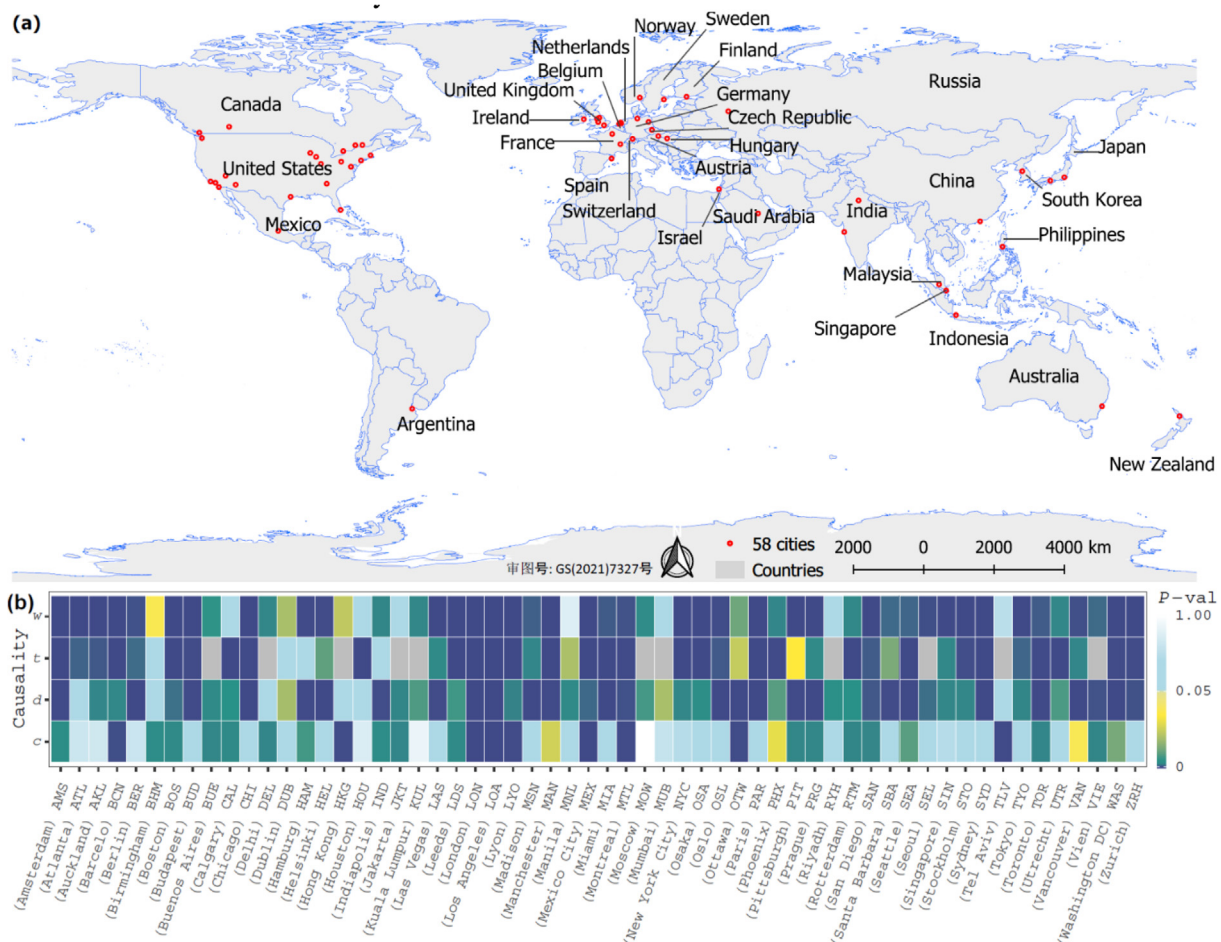 (a)
Norway
Sweden
Netherlands
Finland
Belgium
Russia
United Kingdom
Germany
Canada
Czech Republic
Ireland
France
Hungary
Japan
United States
Austria
China
Spain
South Korea
Switzerland
Saudi Arabia
India
Mexico
Israel
Philippines
Malaysia
Singapore
Indonesia
Australia
Argentina
New Zealand
58 cities
2000 0 2000 4000 km
审图号: GS(2021)7327号
Countries
(b)
P-val
Causality
w
t
d
c
1.00
0.05
0
AMS (Amsterdam)
ATL (Atlanta)
AKL (Auckland)
BCN (Barcelo)
BER (Berlin)
BHM (Birmingham)
BOS (Boston)
BUD (Budapest)
BUE (Buenos Aires)
CAL (Calgary)
CHI (Chicago)
DEL (Delhi)
DUB (Dublin)
HAM (Hamburg)
HEL (Helsinki)
HKG (Hong Kong)
HOU (Houston)
IND (Indiapolis)
JKT (Jakarta)
KUL (Kuala Lumpur)
LAS (Las Vegas)
LDS (Leeds)
LON (London)
LOA (Los Angeles)
LYO (Lyon)
MSN (Madison)
MAN (Manchester)
MNL (Manila)
MEX (Mexico City)
MIA (Miami)
MTL (Montreal)
MOW (Moscow)
MUB (Mumbai)
NYC (New York City)
OSA (Osaka)
OSL (Oslo)
OTW (Ottawa)
PAR (Paris)
PHX (Phoenix)
PIT (Pittsburgh)
PRG (Prague)
RYH (Riyadh)
RTM (Rotterdam)
SAN (San Diego)
SBA (Santa Barbara)
SEA (Seattle)
SEL (Seoul)
SIN (Singapore)
STO (Stockholm)
SYD (Sydney)
TLV (Tel Aviv)
TYO (Tokyo)
TOR (Toronto)
UTR (Utrecht)
VAN (Vancouver)
VIE (Vien)
WAS (Washington DC)
ZRH (Zurich)